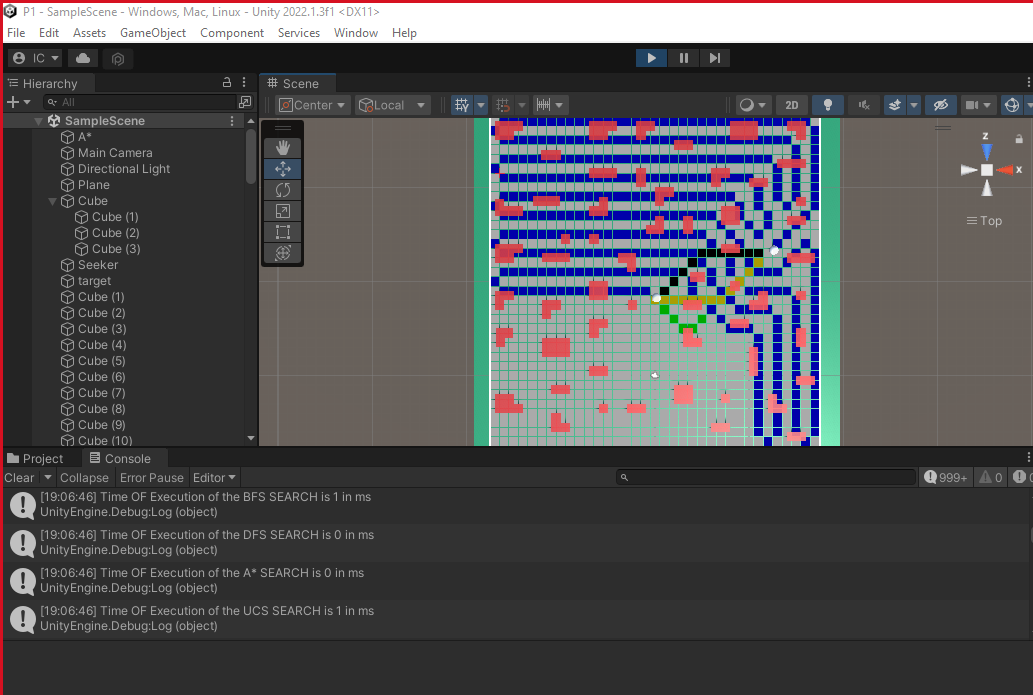 P1 - SampleScene - Windows, Mac, Linux - Unity 2022.1.3f1 <DX11>
File Edit Assets GameObject Component Services Window Help
IC
Hierarchy
All
SampleScene
A*
Main Camera
Directional Light
Plane
Cube
Cube (1)
Cube (2)
Cube (3)
Seeker
target
Cube (1)
Cube (2)
Cube (3)
Cube (4)
Cube (5)
Cube (6)
Cube (7)
Cube (8)
Cube (9)
Cube (10)
Scene
Center Local 2D
z
x
Top
Project Console
Clear Collapse Error Pause Editor 999+ 0 0
[19:06:46] Time OF Execution of the BFS SEARCH is 1 in ms
UnityEngine.Debug:Log (object)
[19:06:46] Time OF Execution of the DFS SEARCH is 0 in ms
UnityEngine.Debug:Log (object)
[19:06:46] Time OF Execution of the A* SEARCH is 0 in ms
UnityEngine.Debug:Log (object)
[19:06:46] Time OF Execution of the UCS SEARCH is 1 in ms
UnityEngine.Debug:Log (object)